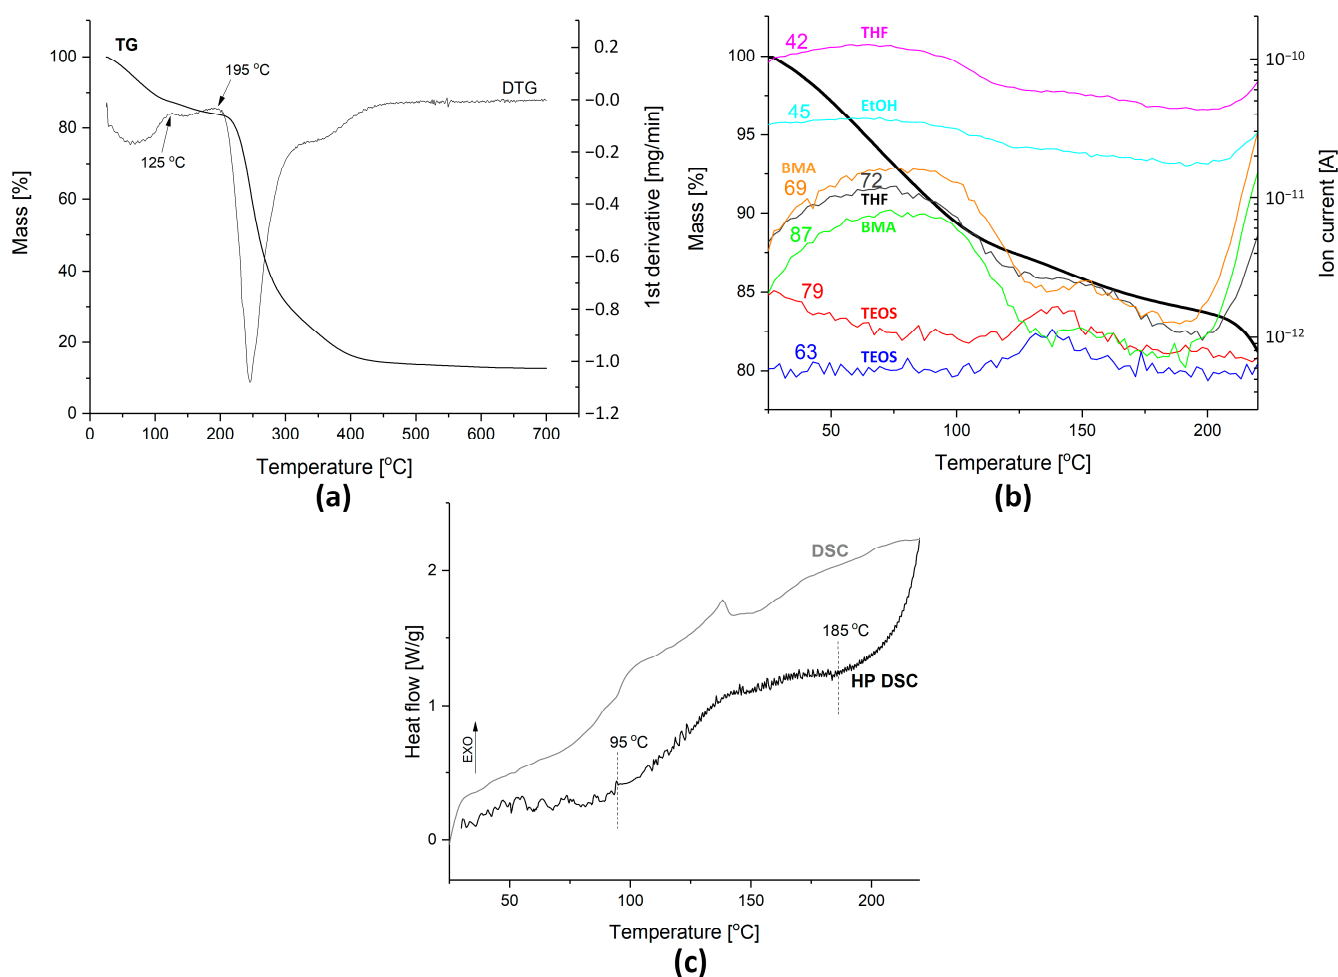 TG
195 °C
125 °C
DTG
100
80
60
40
20
0
Mass [%]
0.2
-0.0
−0.2
−0.4
−0.6
−0.8
−1.0
−1.2
1st derivative [mg/min]
0 100 200 300 400 500 600 700
Temperature [°C]
(a)
42 THF
45 EtOH
BMA
69
72
THF
87 BMA
79 TEOS
63 TEOS
100
95
90
85
80
Mass [%]
10⁻¹⁰
10⁻¹¹
10⁻¹²
Ion current [A]
50 100 150 200
Temperature [°C]
(b)
DSC
185 °C
HP DSC
95 °C
EXO
2
1
0
Heat flow [W/g]
50 100 150 200
Temperature [°C]
(c)